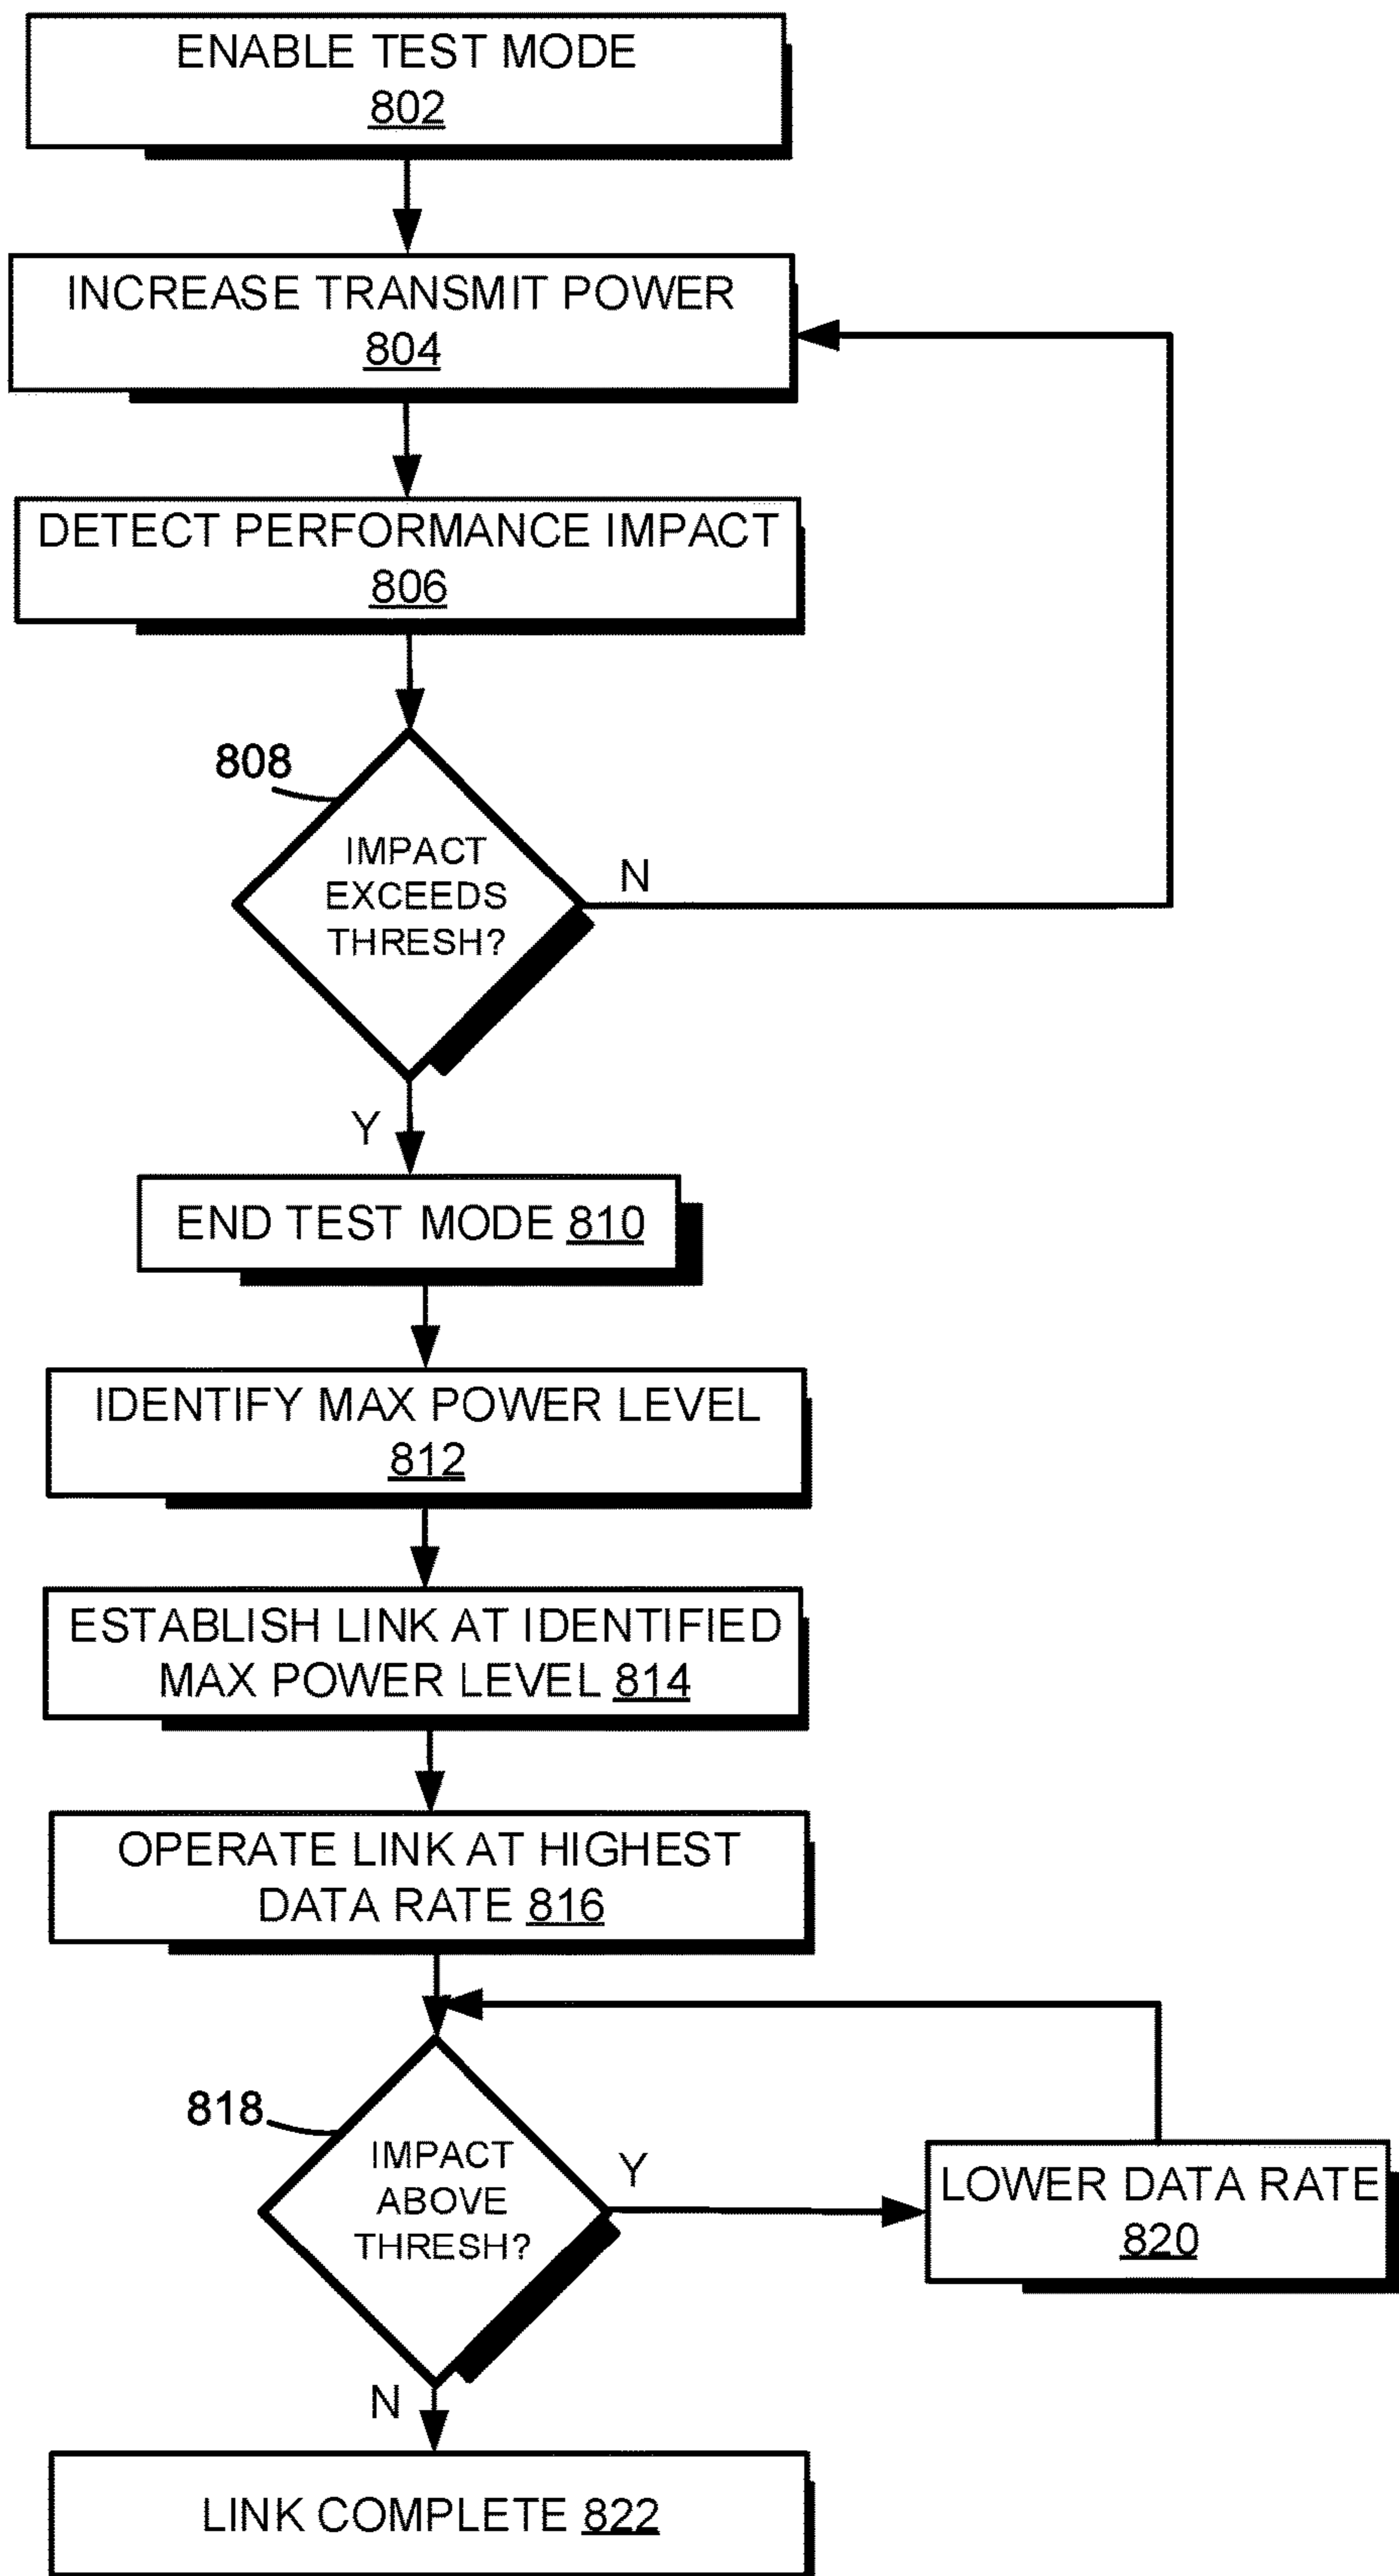 ENABLE TEST MODE
802
INCREASE TRANSMIT POWER
804
DETECT PERFORMANCE IMPACT
806
808
IMPACT
EXCEEDS
THRESH?
N
Y
END TEST MODE 810
IDENTIFY MAX POWER LEVEL
812
ESTABLISH LINK AT IDENTIFIED
MAX POWER LEVEL 814
OPERATE LINK AT HIGHEST
DATA RATE 816
818
IMPACT
ABOVE
THRESH?
Y
LOWER DATA RATE
820
N
LINK COMPLETE 822